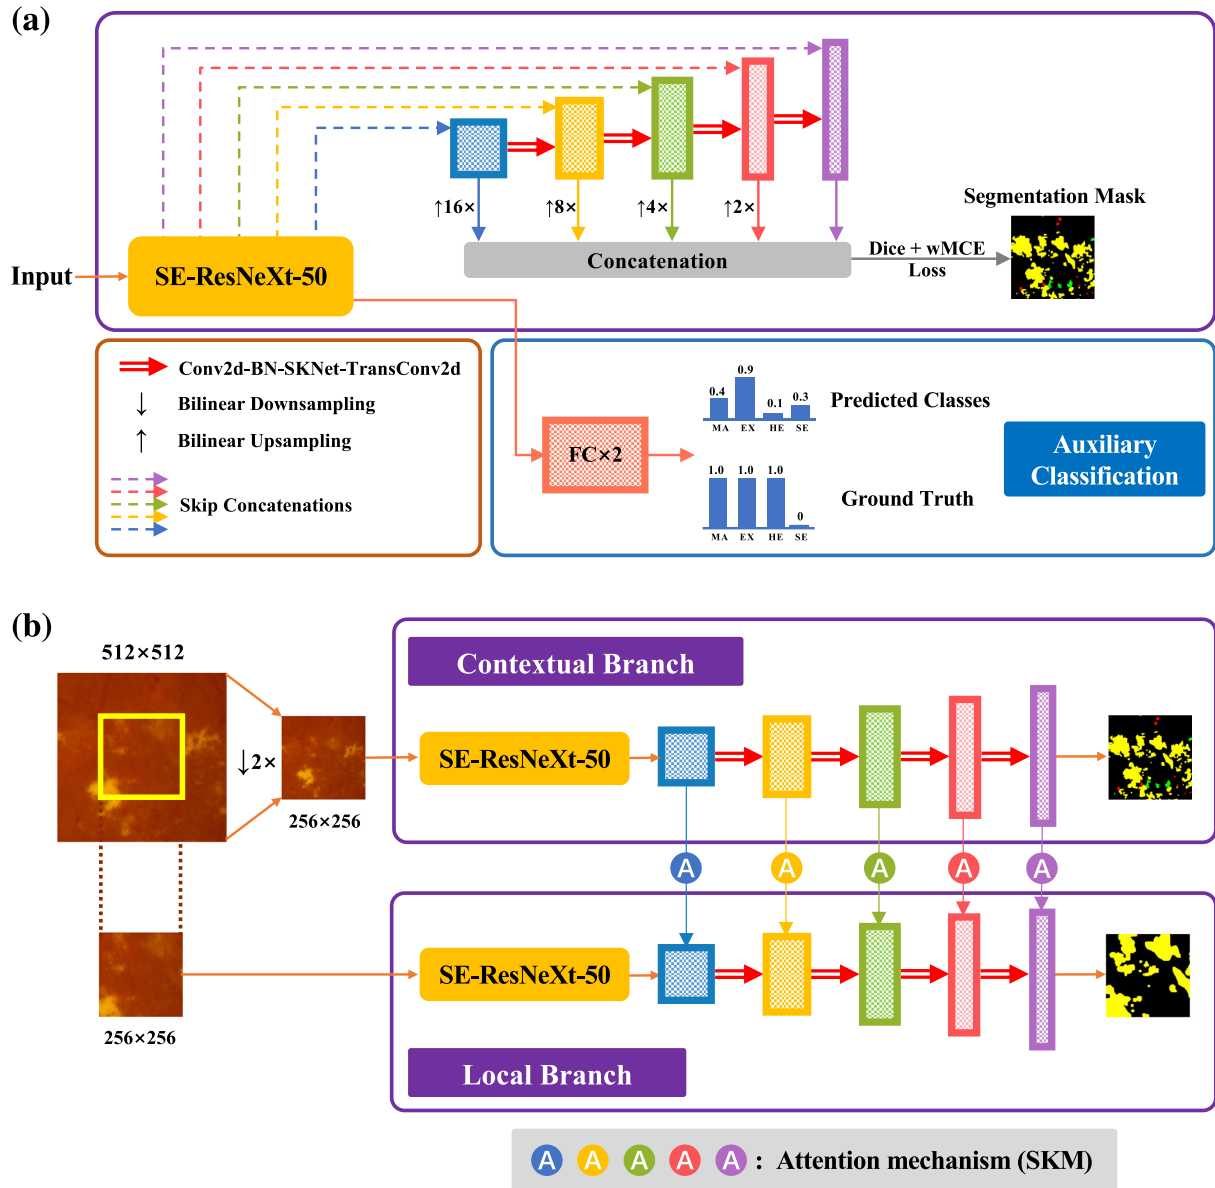 (a)
Segmentation Mask
↑16×
↑8×
↑4×
↑2×
Input
SE-ResNeXt-50
Concatenation
Dice + wMCE
Loss
Conv2d-BN-SKNet-TransConv2d
↓ Bilinear Downsampling
↑ Bilinear Upsampling
Skip Concatenations
FC×2
0.4 0.9 0.1 0.3
MA EX HE SE
Predicted Classes
1.0 1.0 1.0 0
MA EX HE SE
Ground Truth
Auxiliary
Classification
(b)
512×512
↓2×
256×256
256×256
Contextual Branch
SE-ResNeXt-50
A A A A A
SE-ResNeXt-50
Local Branch
A A A A A : Attention mechanism (SKM)